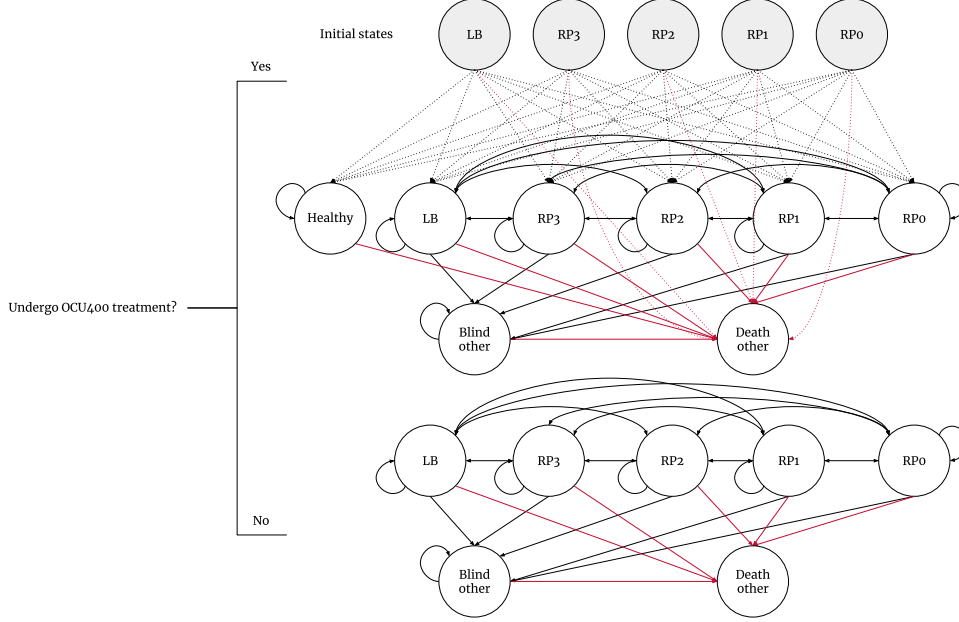 Initial states
LB
RP3
RP2
RP1
RP0
Yes
Healthy
LB
RP3
RP2
RP1
RP0
Undergo OCU400 treatment?
Blind
other
Death
other
LB
RP3
RP2
RP1
RP0
No
Blind
other
Death
other